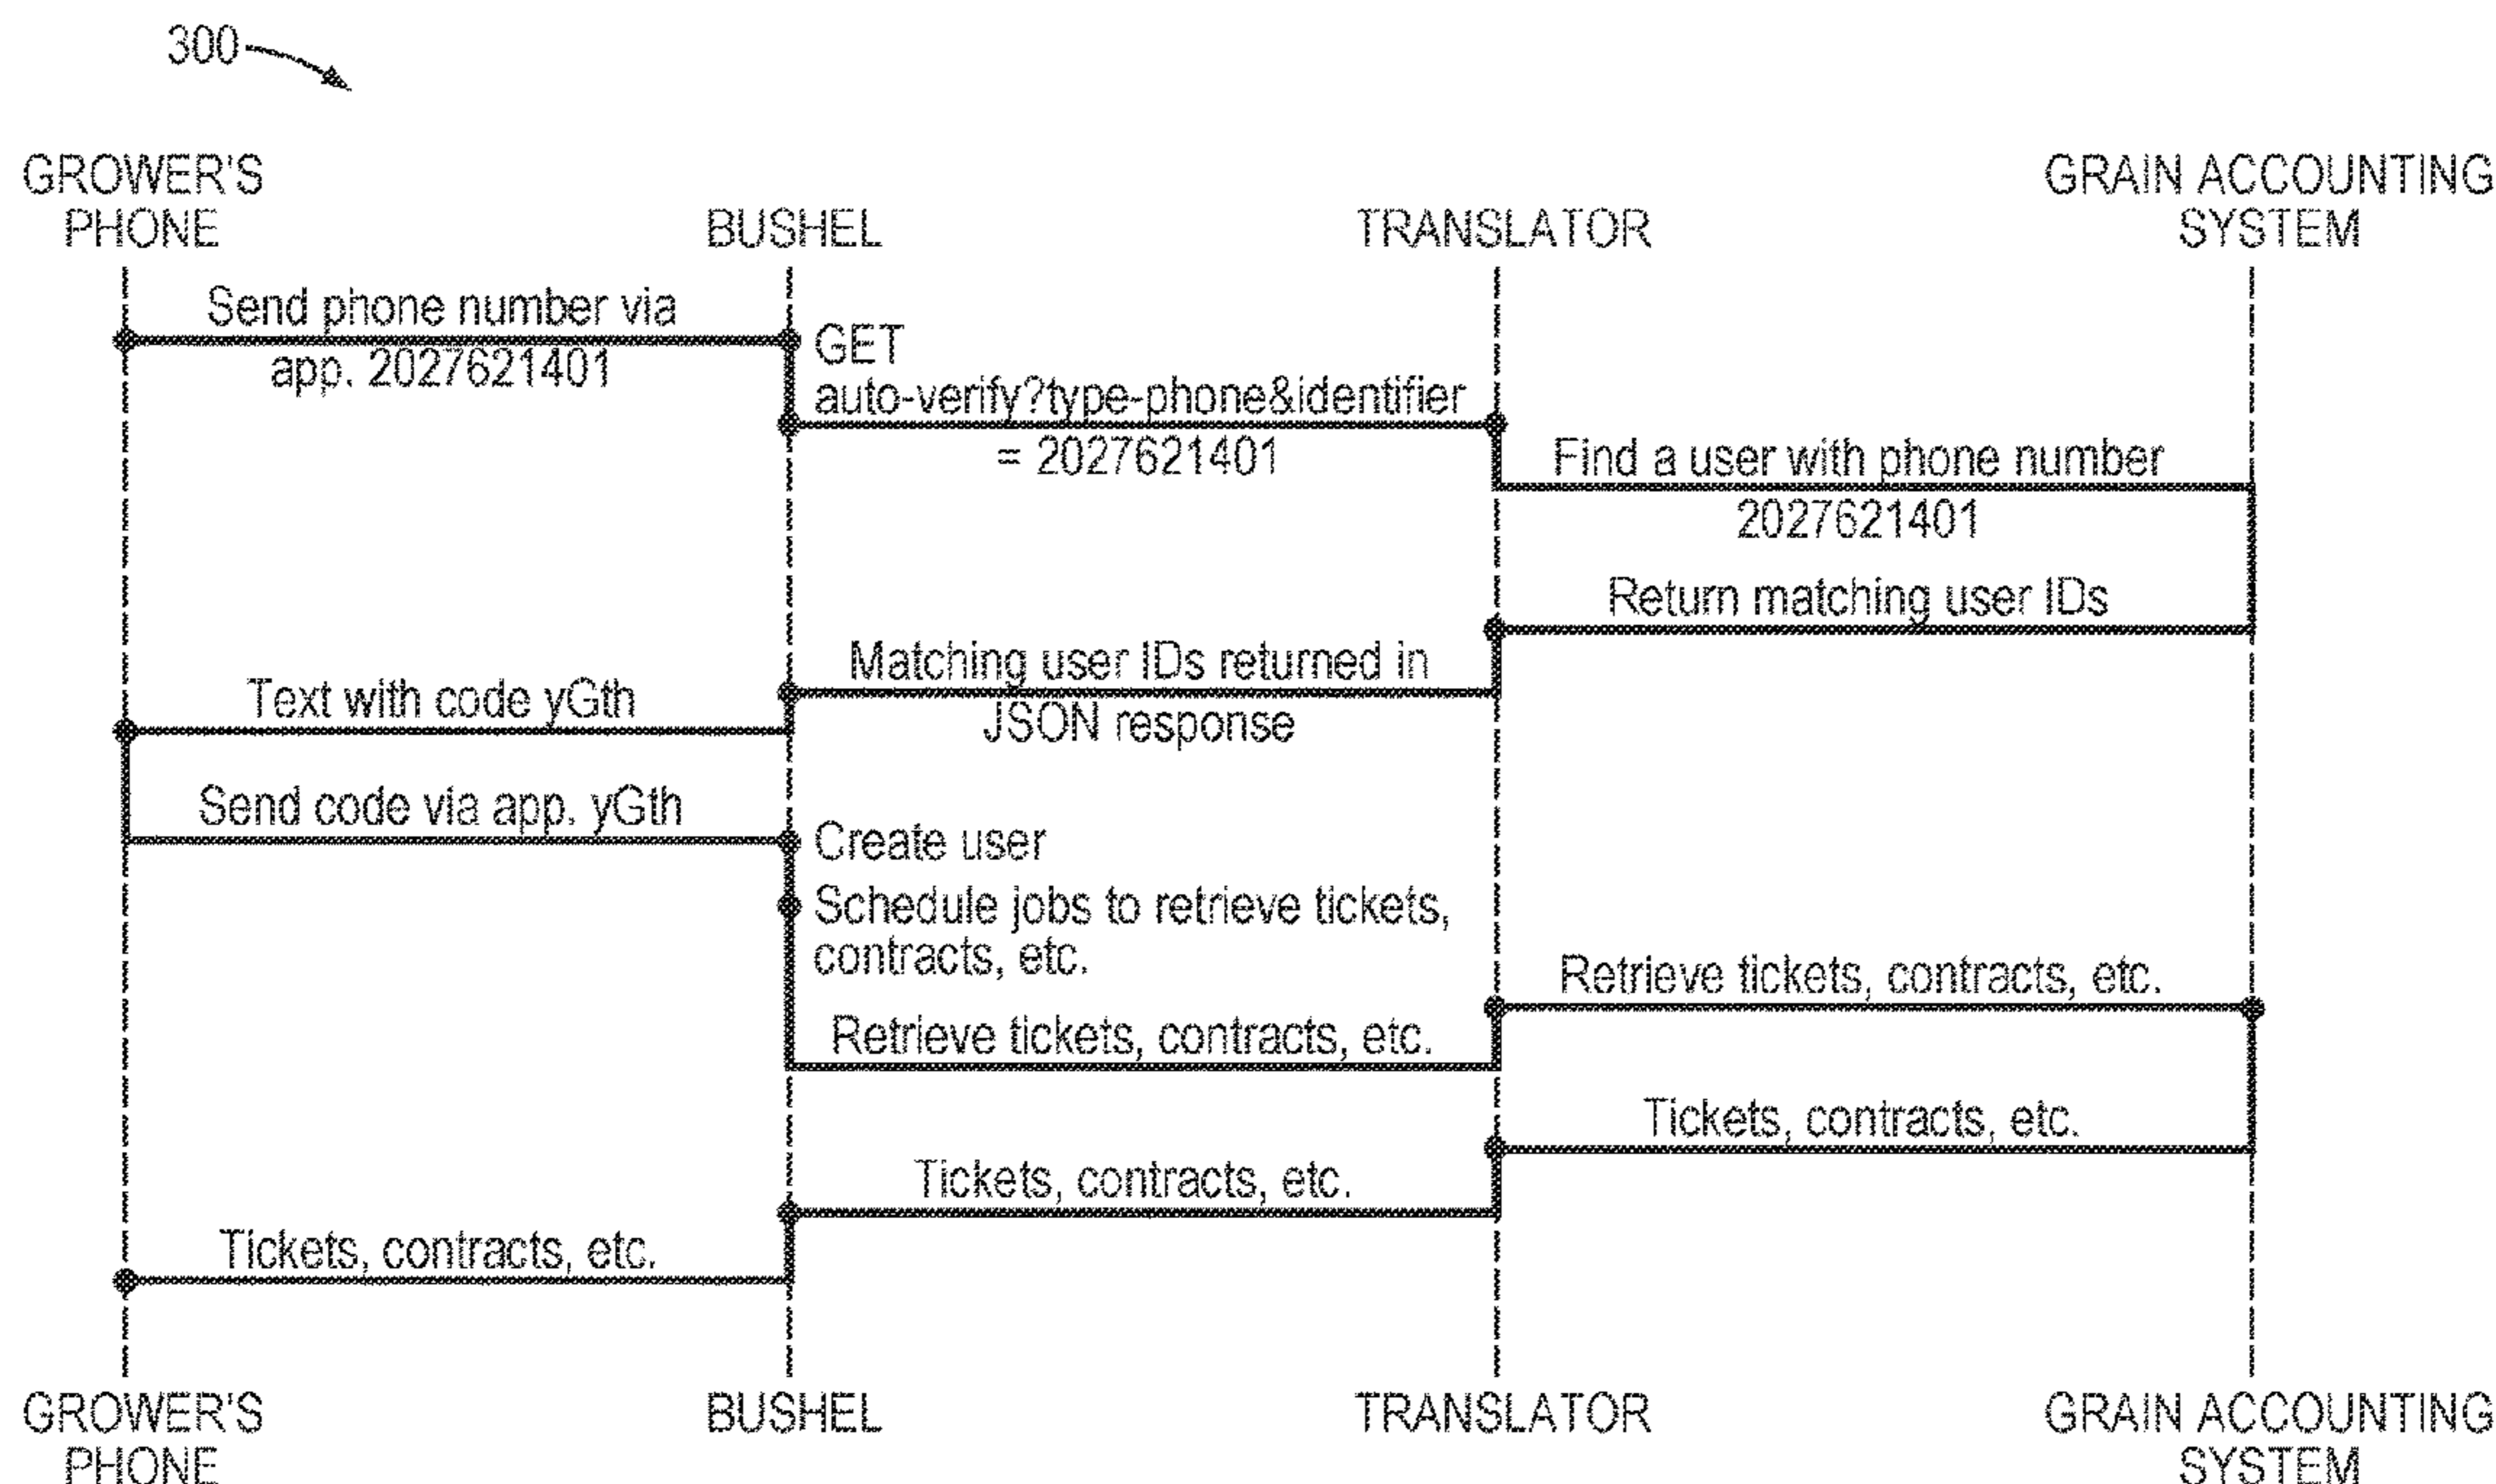 300
GROWER'S
PHONE
BUSHEL
TRANSLATOR
GRAIN ACCOUNTING
SYSTEM
Send phone number via
app. 2027621401
GET
auto-verify?type-phone&identifier
= 2027621401
Find a user with phone number
2027621401
Return matching user IDs
Matching user IDs returned in
JSON response
Text with code yGth
Send code via app. yGth
Create user
Schedule jobs to retrieve tickets,
contracts, etc.
Retrieve tickets, contracts, etc.
Retrieve tickets, contracts, etc.
Tickets, contracts, etc.
Tickets, contracts, etc.
Tickets, contracts, etc.
GROWER'S
PHONE
BUSHEL
TRANSLATOR
GRAIN ACCOUNTING
SYSTEM